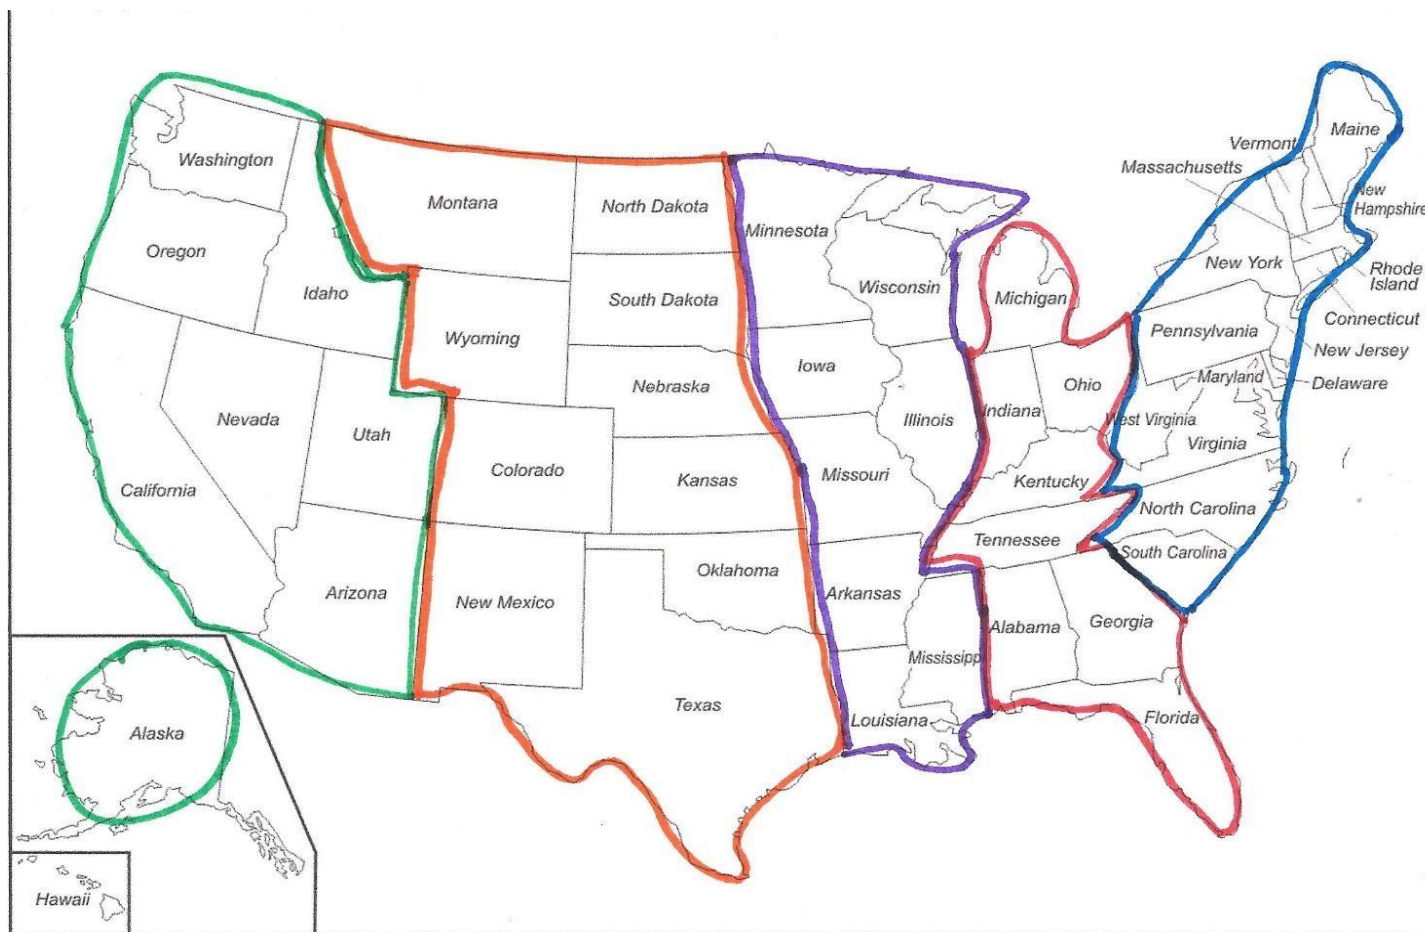 Maine
Vermont
Massachusetts
Washington
New
Hampshire
Montana
North Dakota
Minnesota
Oregon
New York
Rhode
Island
Idaho
South Dakota
Wisconsin
Michigan
Connecticut
Wyoming
Pennsylvania
New Jersey
Iowa
Maryland
Delaware
Nebraska
Ohio
Nevada
Utah
Illinois
Indiana
West Virginia
Virginia
Colorado
Kansas
Missouri
Kentucky
California
North Carolina
Tennessee
South Carolina
Oklahoma
Arizona
New Mexico
Arkansas
Alabama
Georgia
Mississippi
Texas
Louisiana
Florida
Alaska
Hawaii